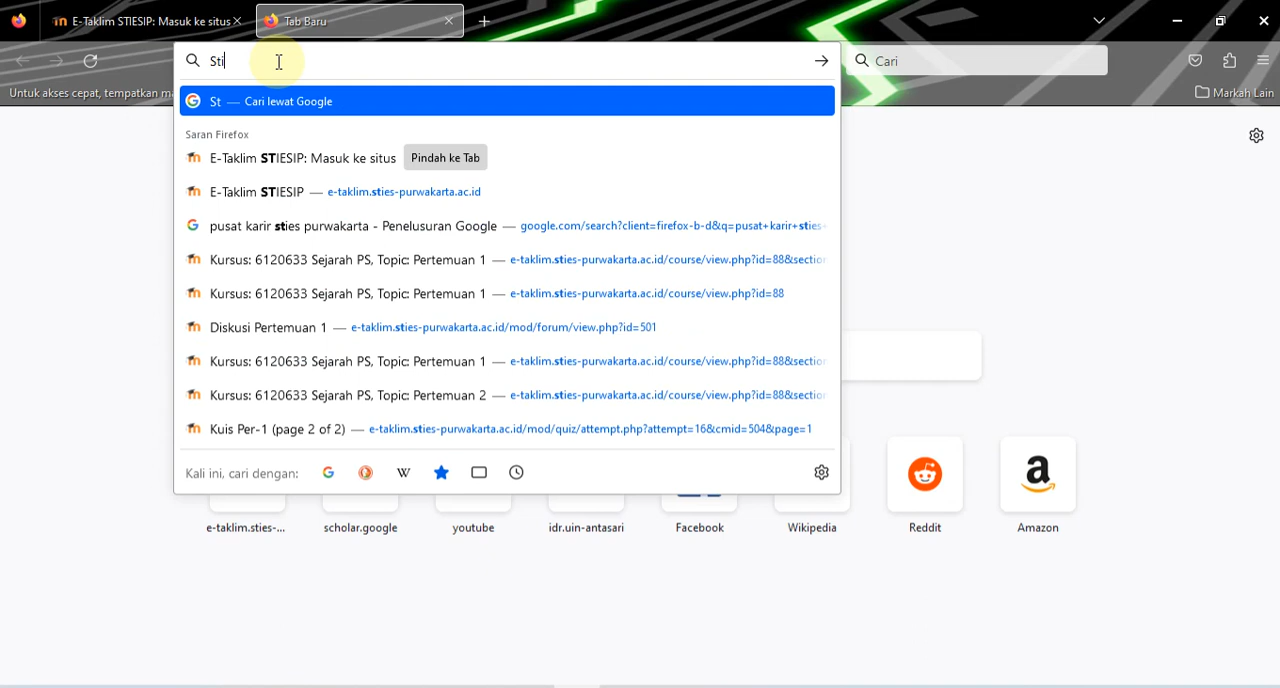 E-Taklim STIESIP: Masuk ke situs
Tab Baru
Sti
Cari
Untuk akses cepat, tempatkan
Markah Lain
St — Cari lewat Google
Saran Firefox
E-Taklim STIESIP: Masuk ke situs Pindah ke Tab
E-Taklim STIESIP — e-taklim.sties-purwakarta.ac.id
pusat karir sties purwakarta - Penelusuran Google — google.com/search?client=firefox-b-d&q=pusat+karir+sties-
Kursus: 6120633 Sejarah PS, Topic: Pertemuan 1 — e-taklim.sties-purwakarta.ac.id/course/view.php?id=88&section
Kursus: 6120633 Sejarah PS, Topic: Pertemuan 1 — e-taklim.sties-purwakarta.ac.id/course/view.php?id=88
Diskusi Pertemuan 1 — e-taklim.sties-purwakarta.ac.id/mod/forum/view.php?id=501
Kursus: 6120633 Sejarah PS, Topic: Pertemuan 1 — e-taklim.sties-purwakarta.ac.id/course/view.php?id=88&section
Kursus: 6120633 Sejarah PS, Topic: Pertemuan 2 — e-taklim.sties-purwakarta.ac.id/course/view.php?id=88&section
Kuis Per-1 (page 2 of 2) — e-taklim.sties-purwakarta.ac.id/mod/quiz/attempt.php?attempt=16&cmid=504&page=1
Kali ini, cari dengan:
e-taklim.sties-...
scholar.google
youtube
idr.uin-antasari
Facebook
Wikipedia
Reddit
Amazon